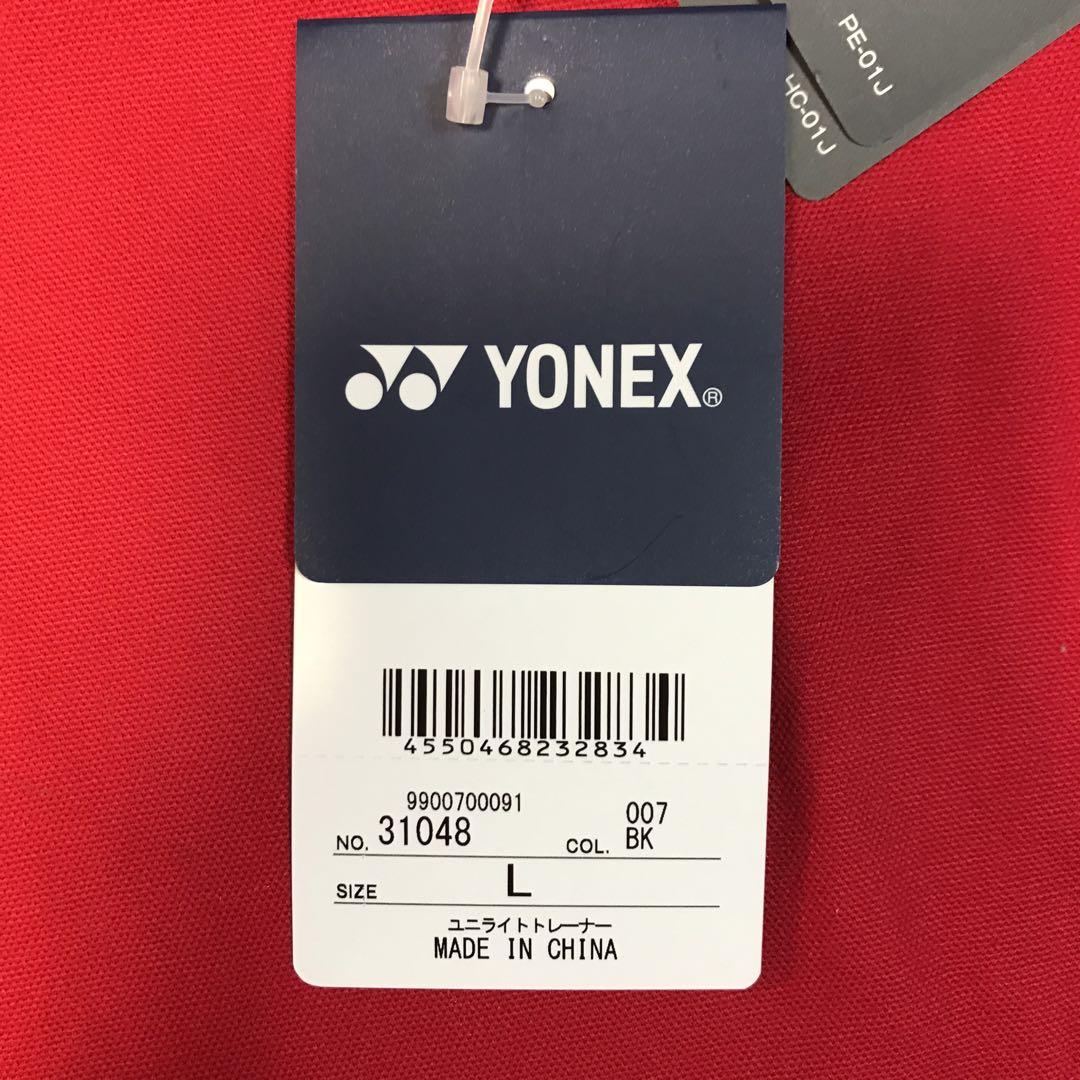 PE-01J
HC-01J
YONEX®
4550468232834
9900700091
NO. 31048
COL. 007 BK
SIZE L
ユニライトトレーナー
MADE IN CHINA